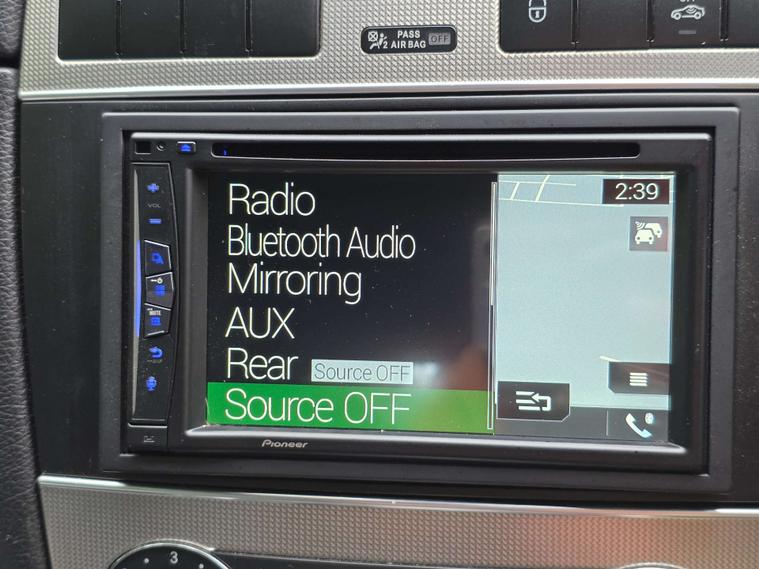 PASS
2 AIR BAG OFF
OFF
VOL
2:39
Radio
Bluetooth Audio
Mirroring
AUX
MUTE
Rear Source OFF
Source OFF
Pioneer
3